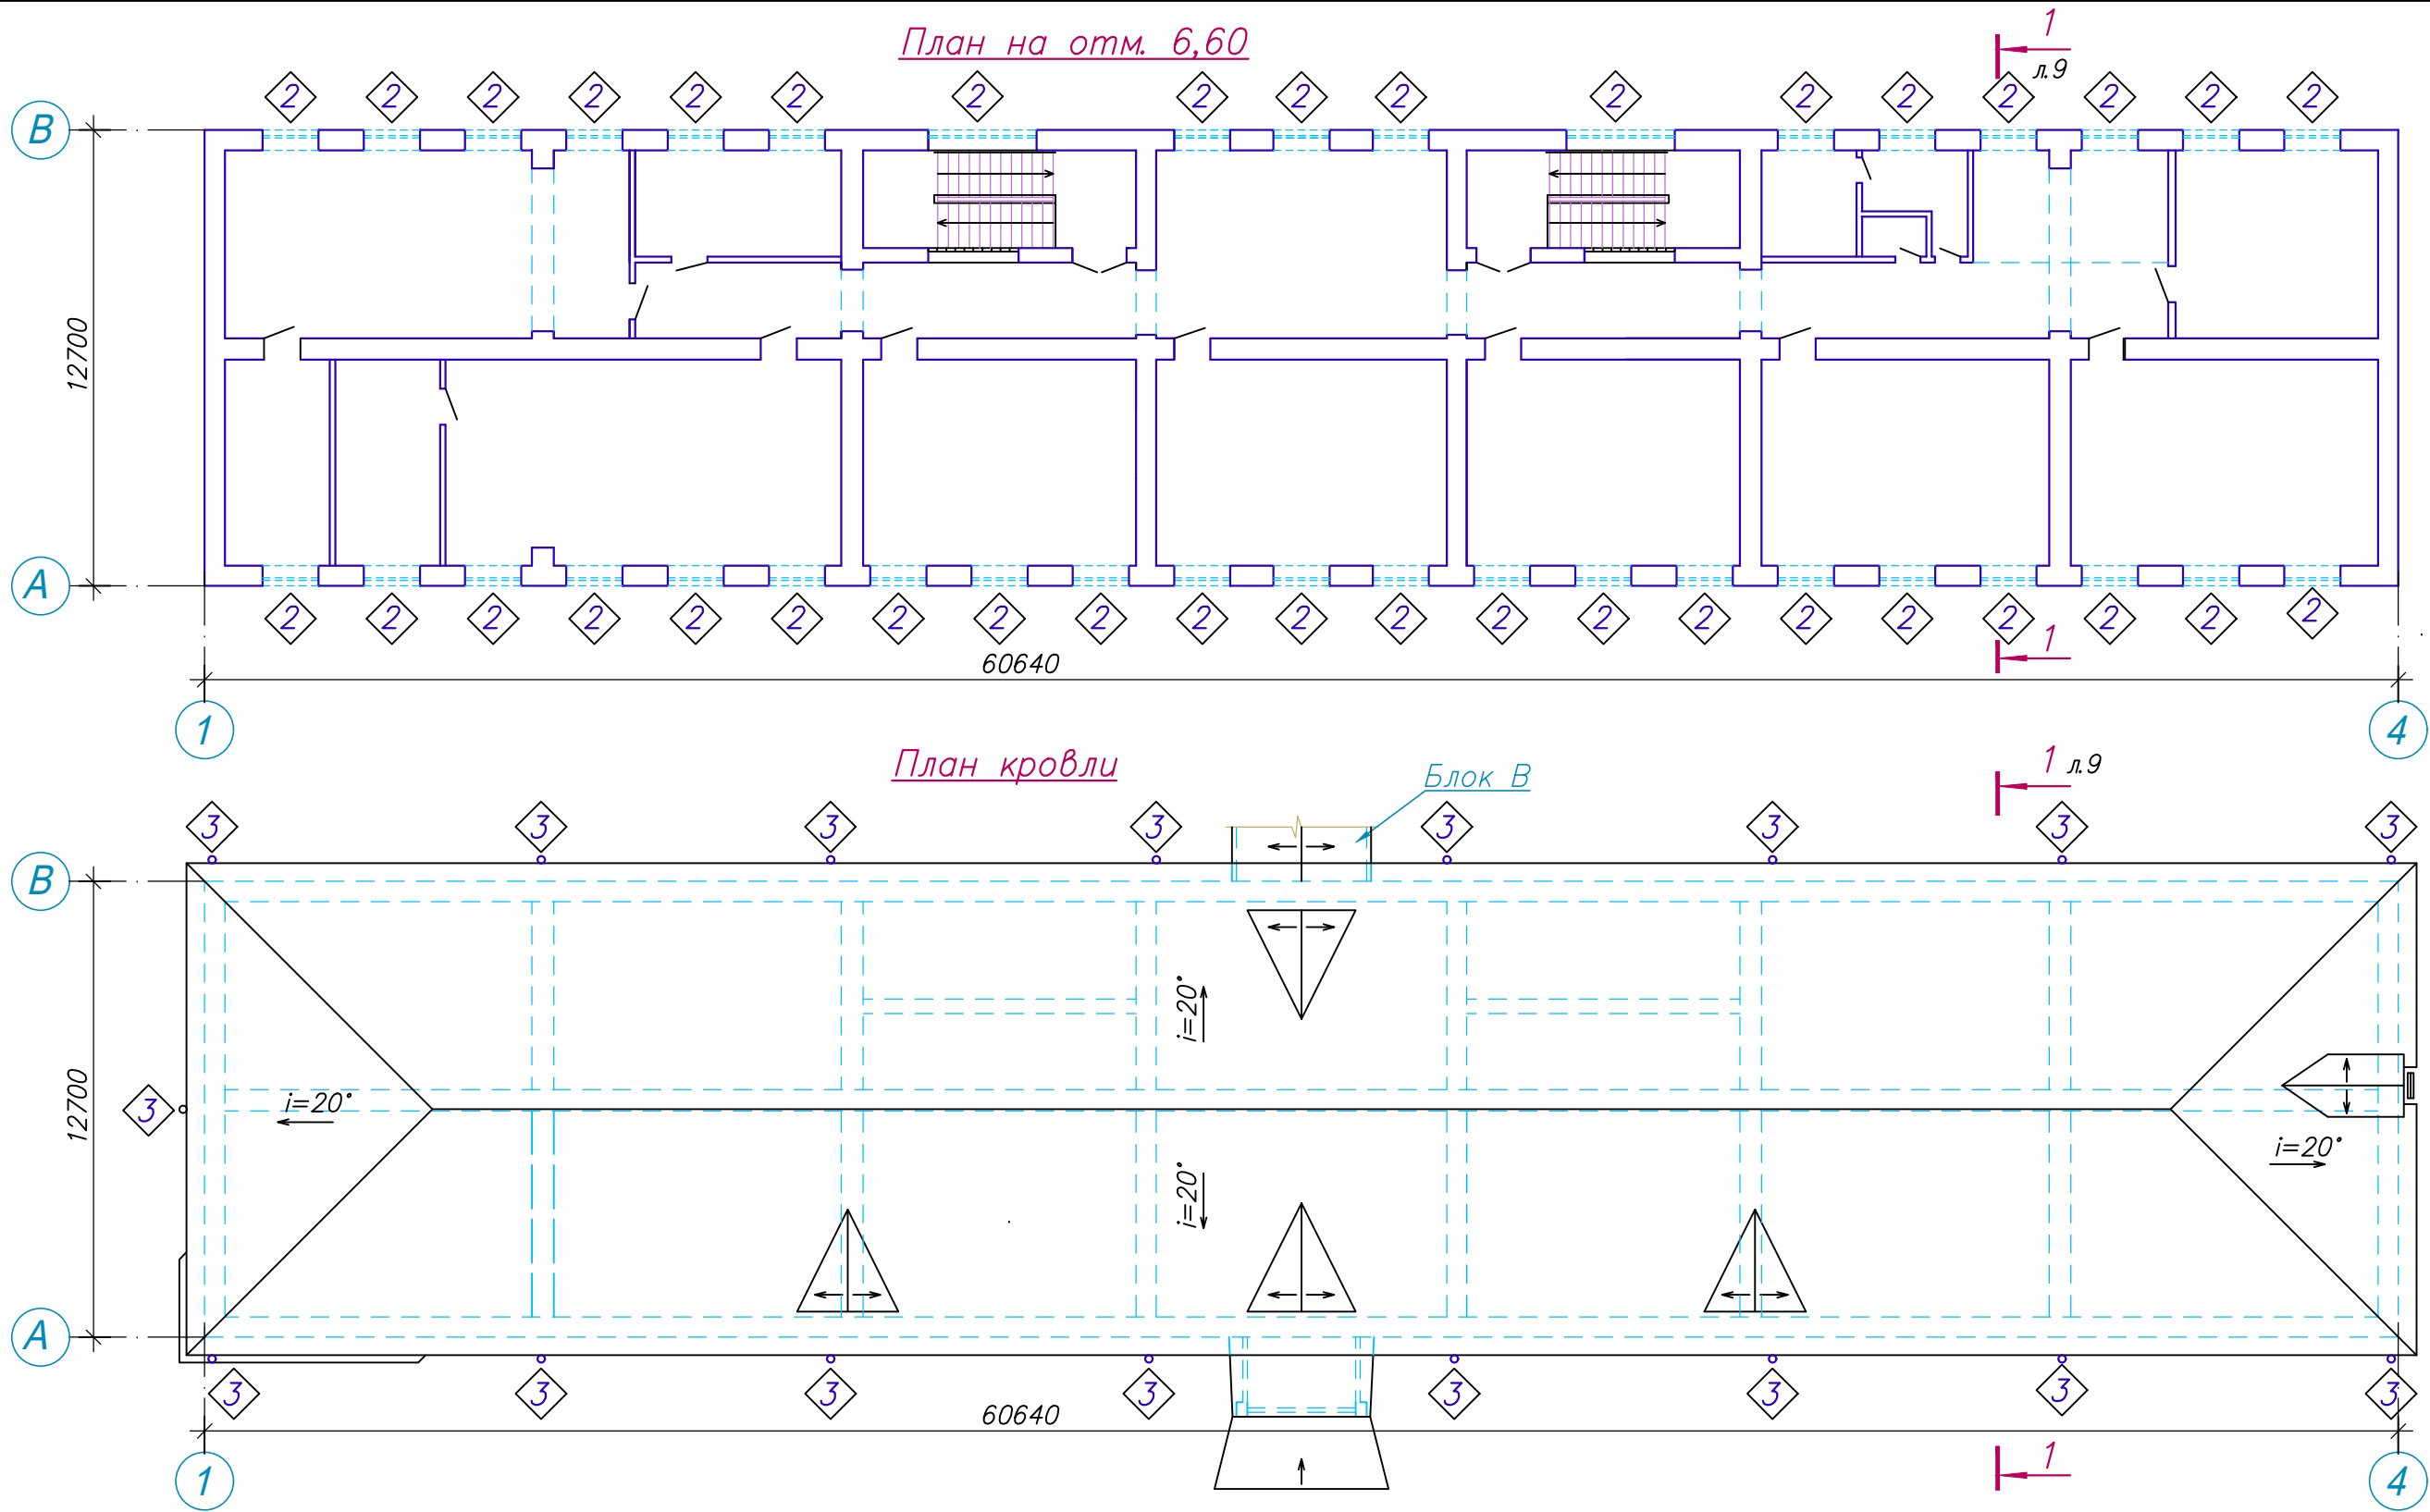 План на отм. 6,60
1
л.9
2 2 2 2 2 2 2 2 2 2 2 2 2 2 2 2 2
В
12700
А
2 2 2 2 2 2 2 2 2 2 2 2 2 2 2 2 2 2 2 2 2
1
60640
1 4
План кровли
Блок В
1 л.9
3 3 3 3 3 3 3 3
В
i=20°
12700
3
i=20°
i=20°
i=20°
А
3 3 3 3 3 3 3 3
60640
1
1 4